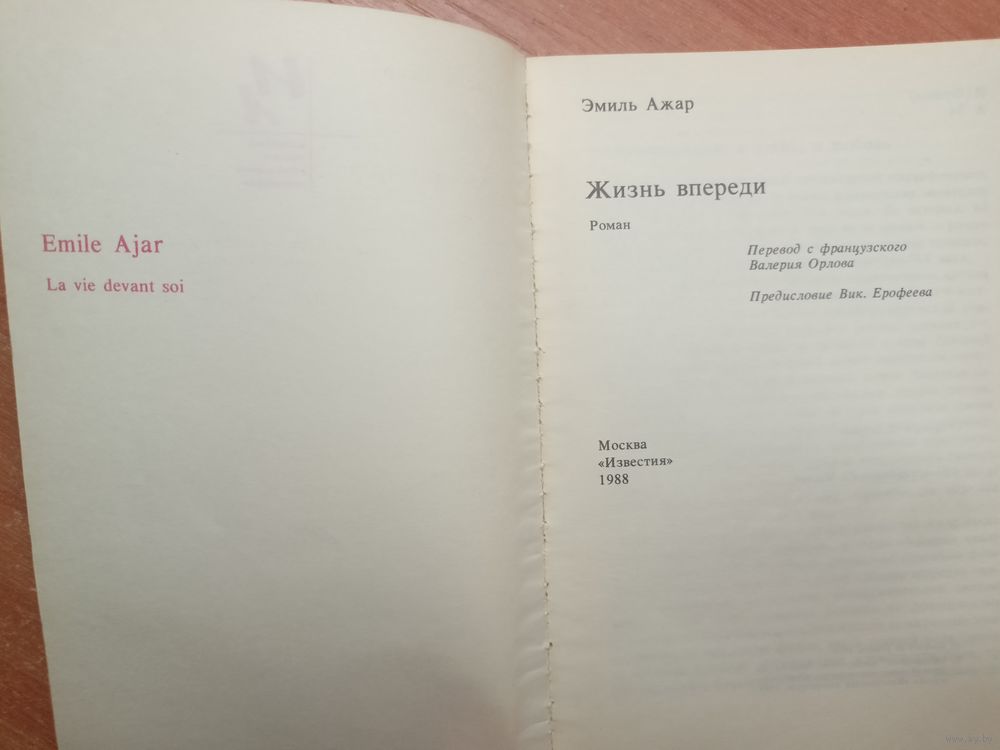 Emile Ajar
La vie devant soi
Эмиль Ажар
Жизнь впереди
Роман
Перевод с французского
Валерия Орлова
Предисловие Вик. Ерофеева
Москва
«Известия»
1988